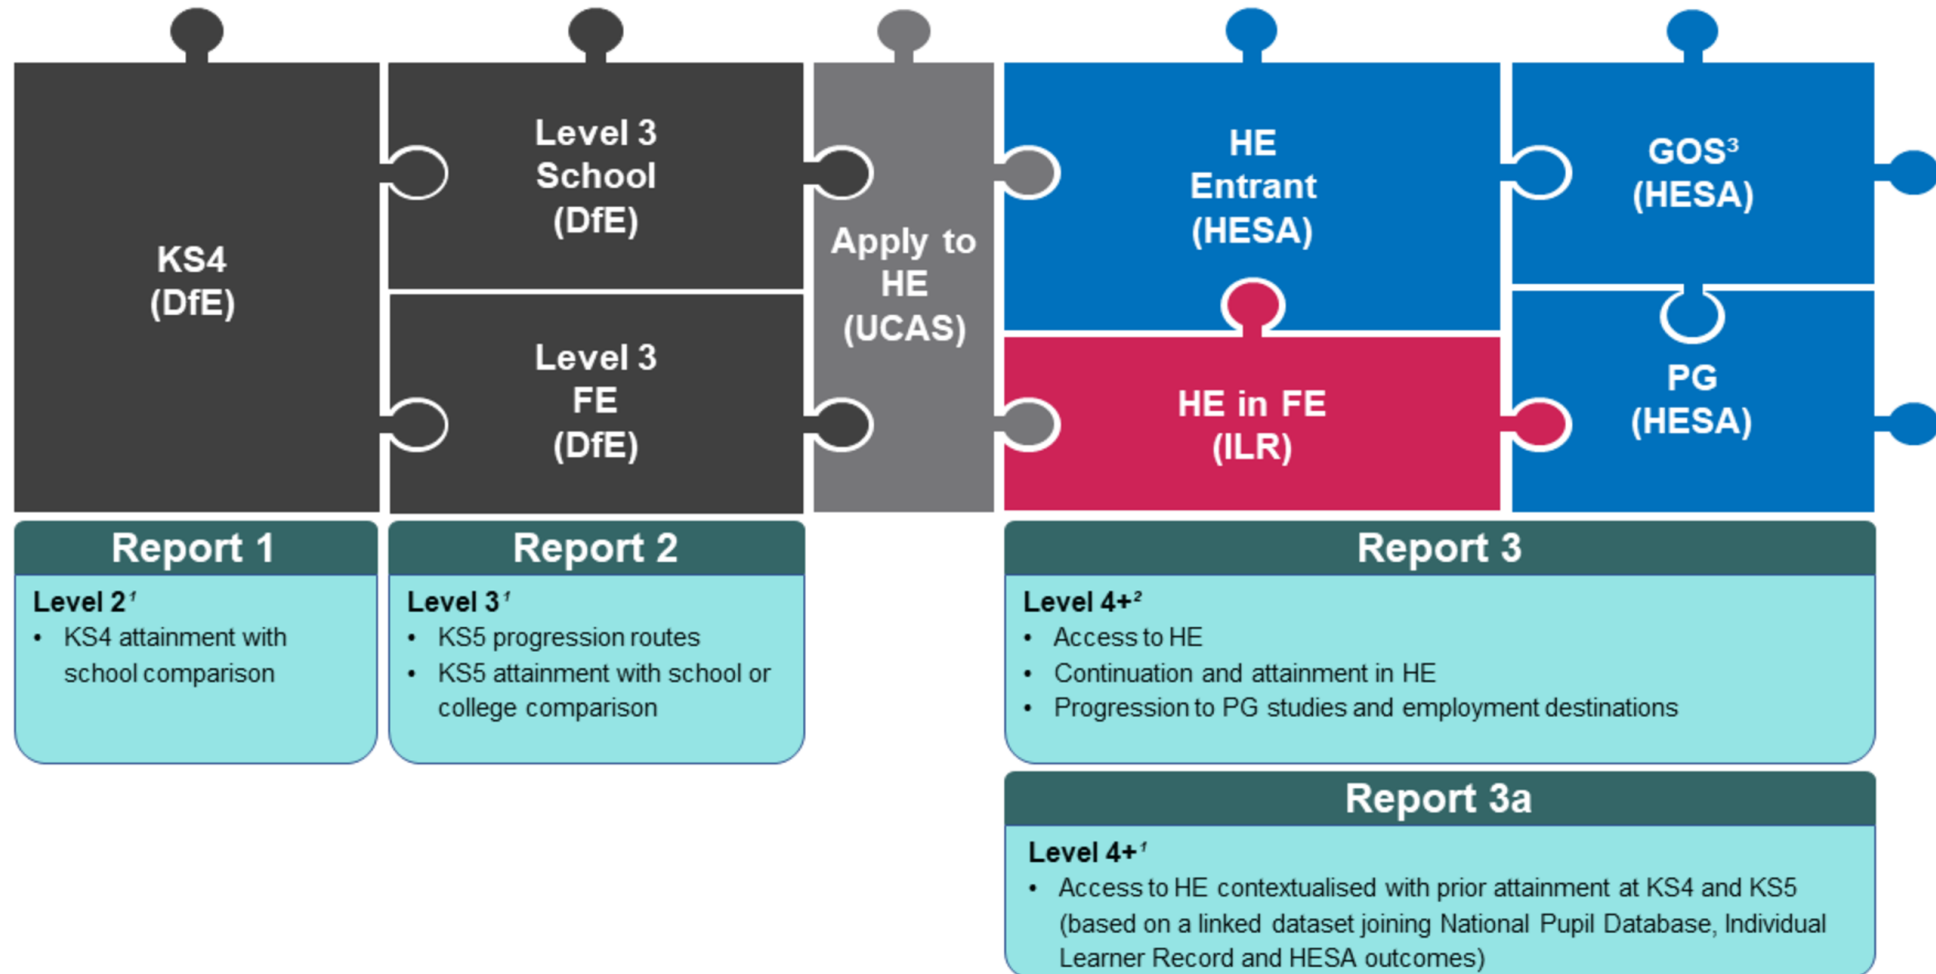 KS4
(DfE)
Level 3
School
(DfE)
Level 3
FE
(DfE)
Apply to
HE
(UCAS)
HE
Entrant
(HESA)
HE in FE
(ILR)
GOS³
(HESA)
PG
(HESA)
Report 1
Level 2¹
• KS4 attainment with
school comparison
Report 2
Level 3¹
• KS5 progression routes
• KS5 attainment with school or
college comparison
Report 3
Level 4+²
• Access to HE
• Continuation and attainment in HE
• Progression to PG studies and employment destinations
Report 3a
Level 4+¹
• Access to HE contextualised with prior attainment at KS4 and KS5
(based on a linked dataset joining National Pupil Database, Individual
Learner Record and HESA outcomes)